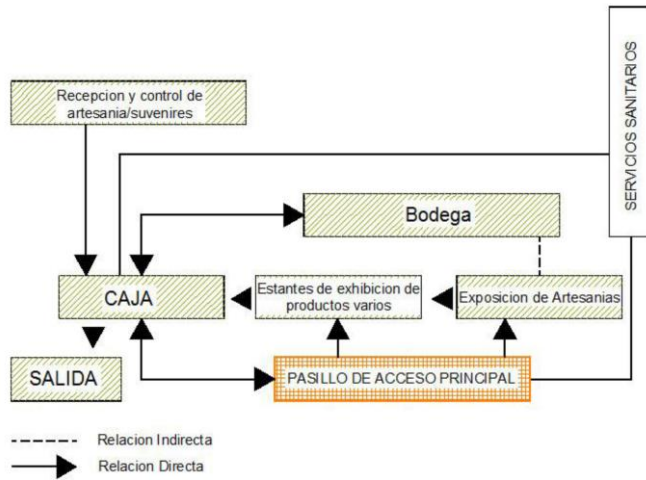 Recepcion y control de
artesania/suvenires
SERVICIOS SANITARIOS
Bodega
CAJA
Estantes de exhibicion de
productos varios
Exposicion de Artesanias
SALIDA
PASILLO DE ACCESO PRINCIPAL
Relacion Indirecta
Relacion Directa